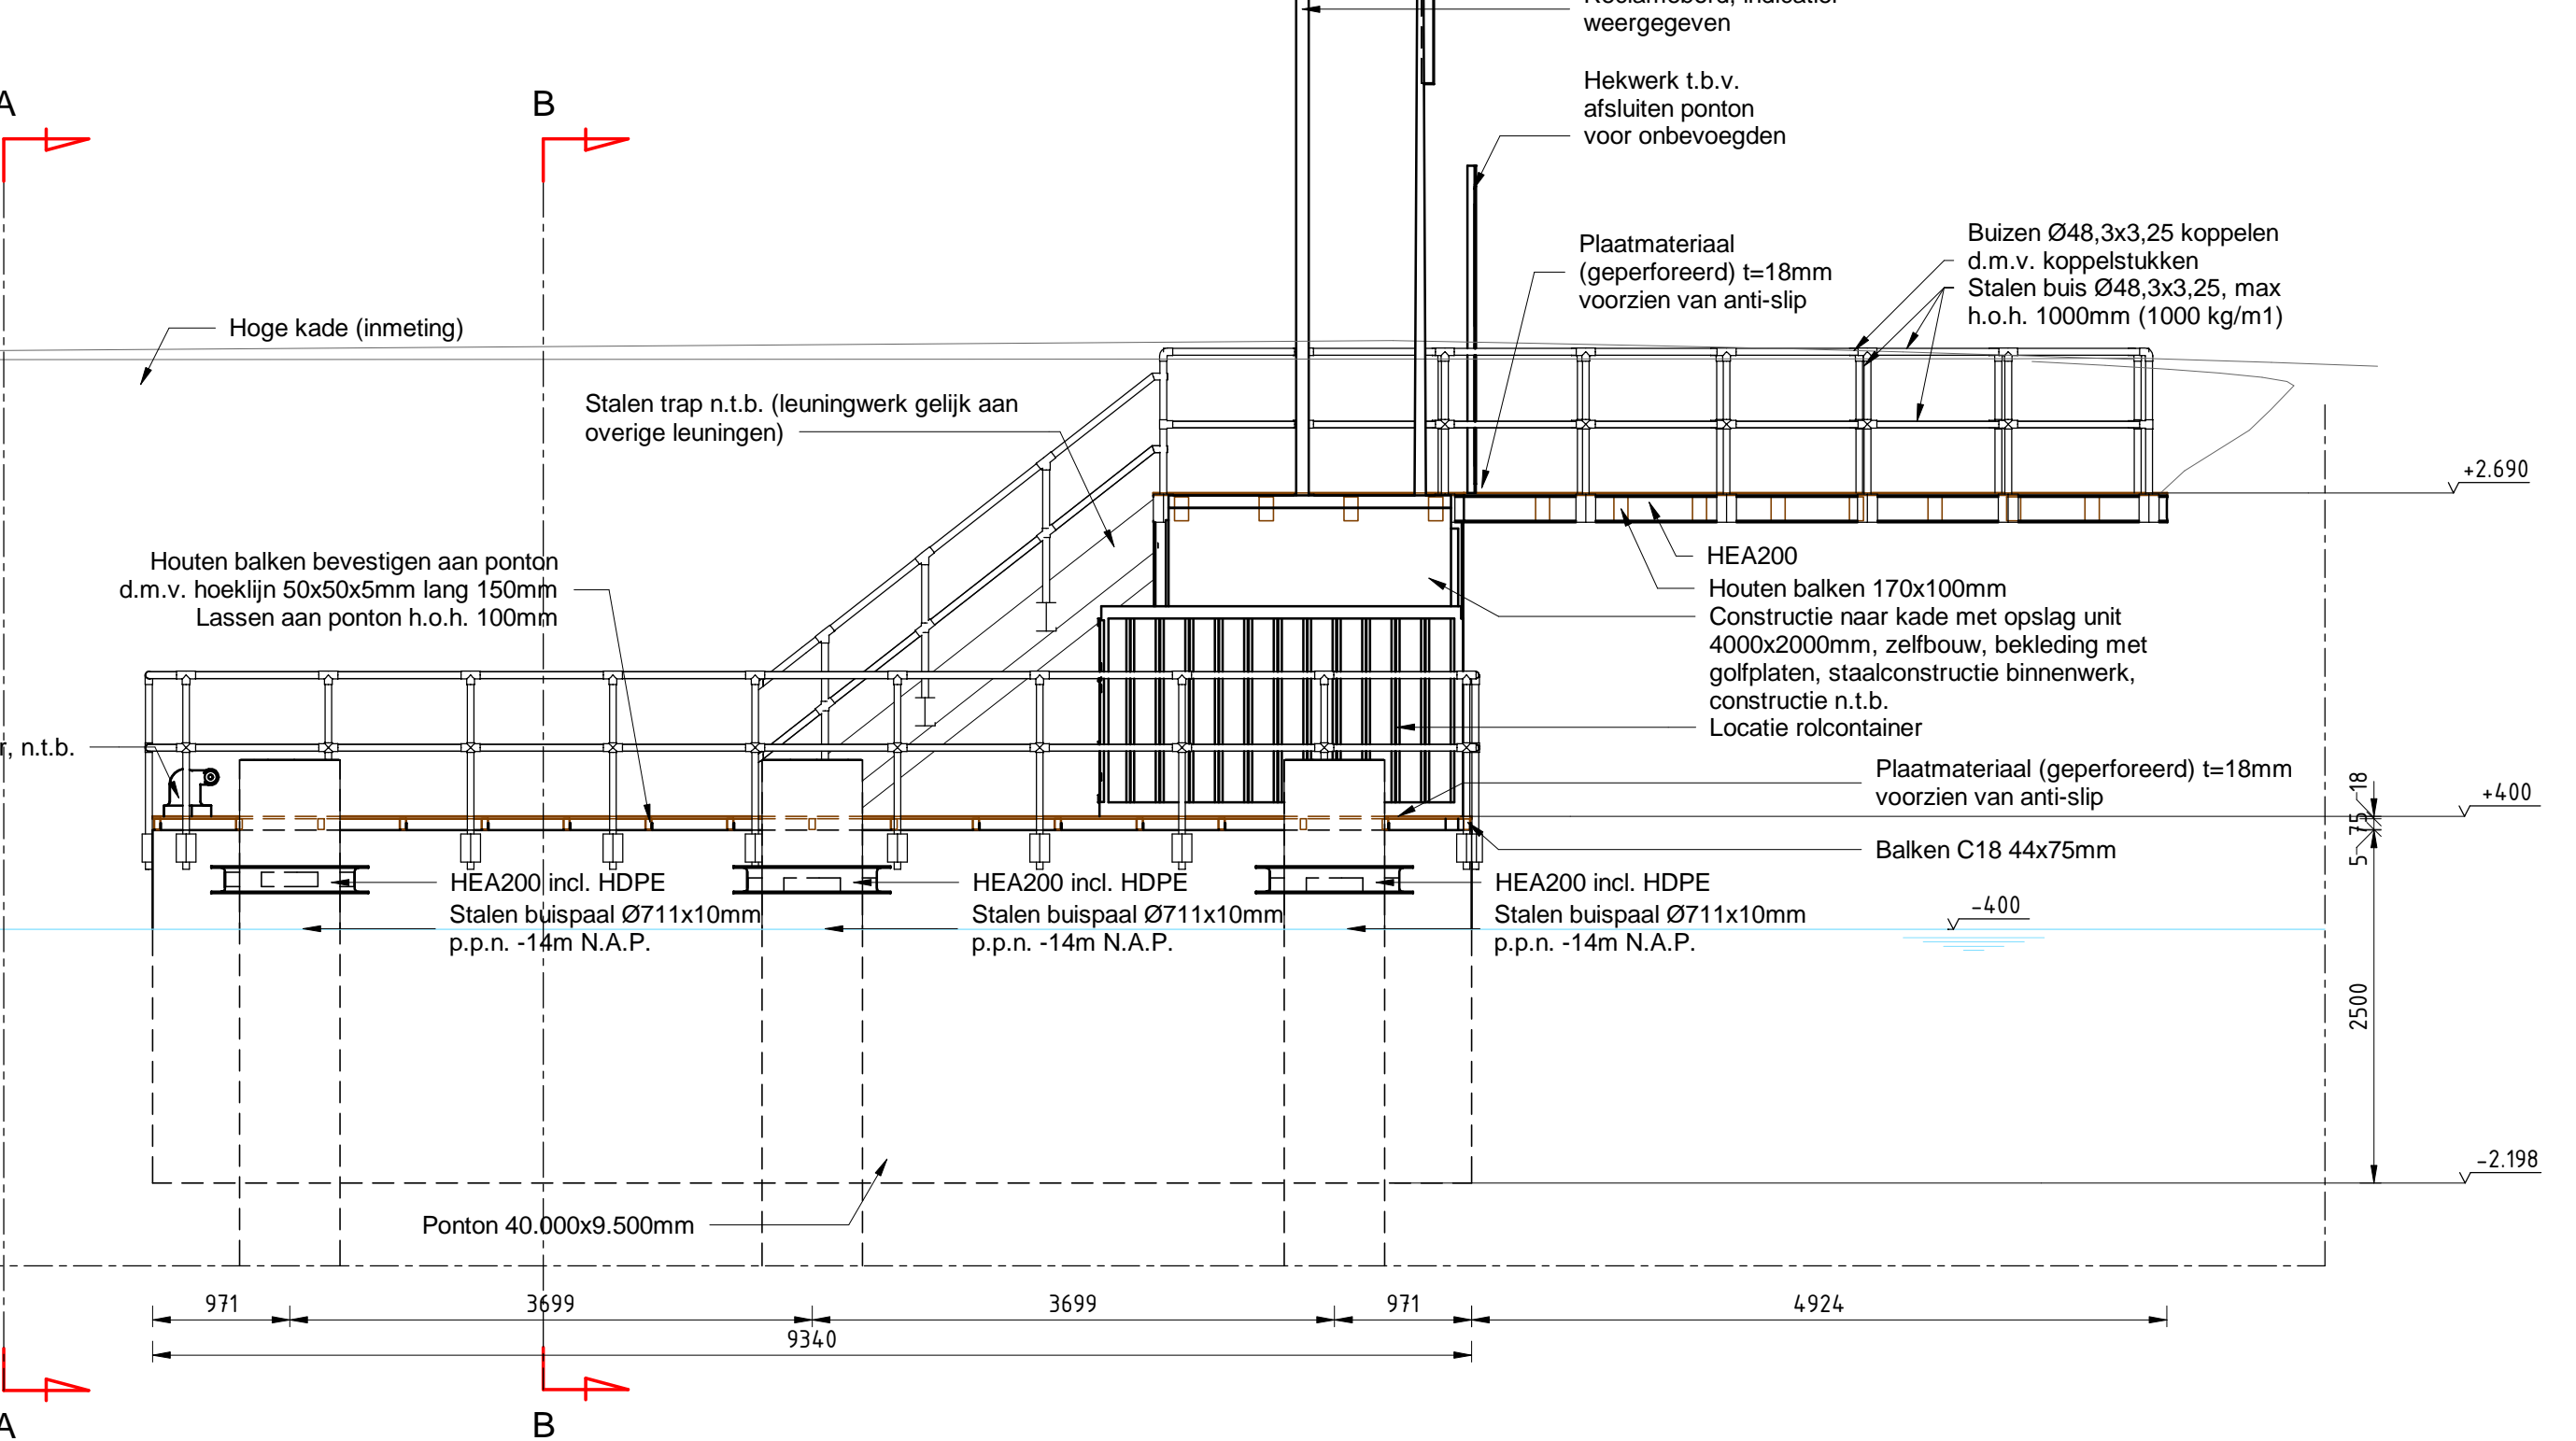 weergegeven
Hekwerk t.b.v.
afsluiten ponton
voor onbevoegden
A
B
Plaatmateriaal
(geperforeerd) t=18mm
voorzien van anti-slip
Buizen Ø48,3x3,25 koppelen
d.m.v. koppelstukken
Stalen buis Ø48,3x3,25, max
h.o.h. 1000mm (1000 kg/m1)
Hoge kade (inmeting)
Stalen trap n.t.b. (leuningwerk gelijk aan
overige leuningen)
+2.690
Houten balken bevestigen aan ponton
d.m.v. hoeklijn 50x50x5mm lang 150mm
Lassen aan ponton h.o.h. 100mm
HEA200
Houten balken 170x100mm
Constructie naar kade met opslag unit
4000x2000mm, zelfbouw, bekleding met
golfplaten, staalconstructie binnenwerk,
constructie n.t.b.
Locatie rolcontainer
r, n.t.b.
Plaatmateriaal (geperforeerd) t=18mm
voorzien van anti-slip
18
75
5
+400
Balken C18 44x75mm
HEA200 incl. HDPE
Stalen buispaal Ø711x10mm
p.p.n. -14m N.A.P.
HEA200 incl. HDPE
Stalen buispaal Ø711x10mm
p.p.n. -14m N.A.P.
HEA200 incl. HDPE
Stalen buispaal Ø711x10mm
p.p.n. -14m N.A.P.
-400
2500
-2.198
Ponton 40.000x9.500mm
971
3699
3699
971
4924
9340
A
B